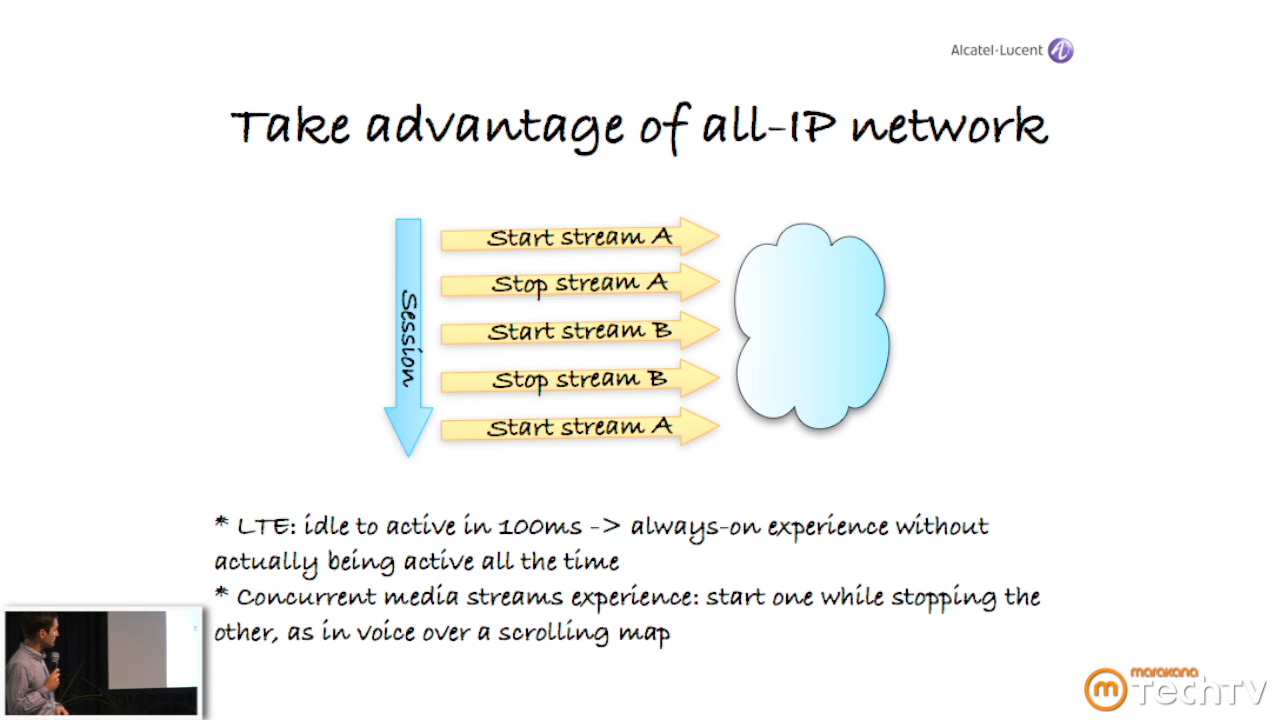 Alcatel·Lucent
Take advantage of all-IP network
Session
Start stream A
Stop stream A
Start stream B
Stop stream B
Start stream A
* LTE: idle to active in 100ms -> always-on experience without
actually being active all the time
* Concurrent media streams experience: start one while stopping the
other, as in voice over a scrolling map
marakana
TechTV